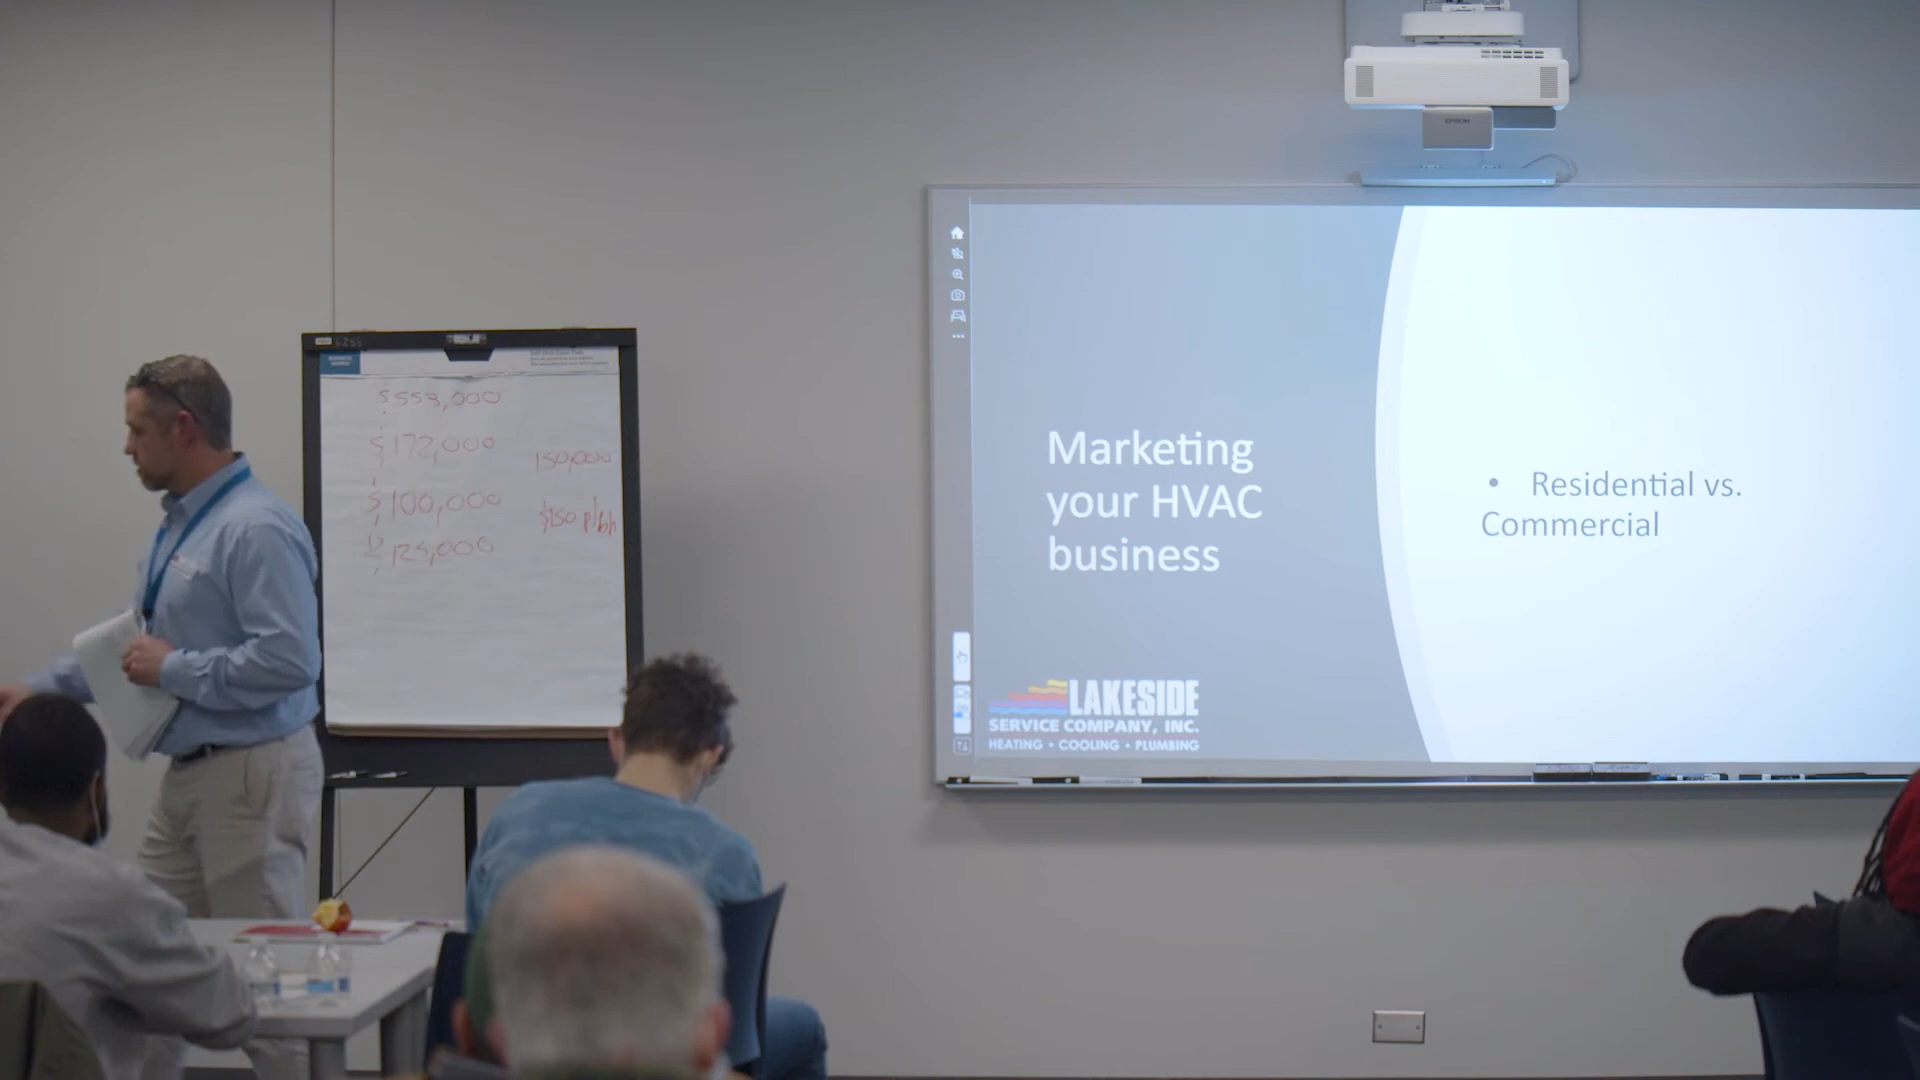 $553,000
$172,000
150,000
$100,000
$150 p/bh
125,000
EPSON
Marketing
your HVAC
business
• Residential vs.
Commercial
LAKESIDE
SERVICE COMPANY, INC.
HEATING • COOLING • PLUMBING